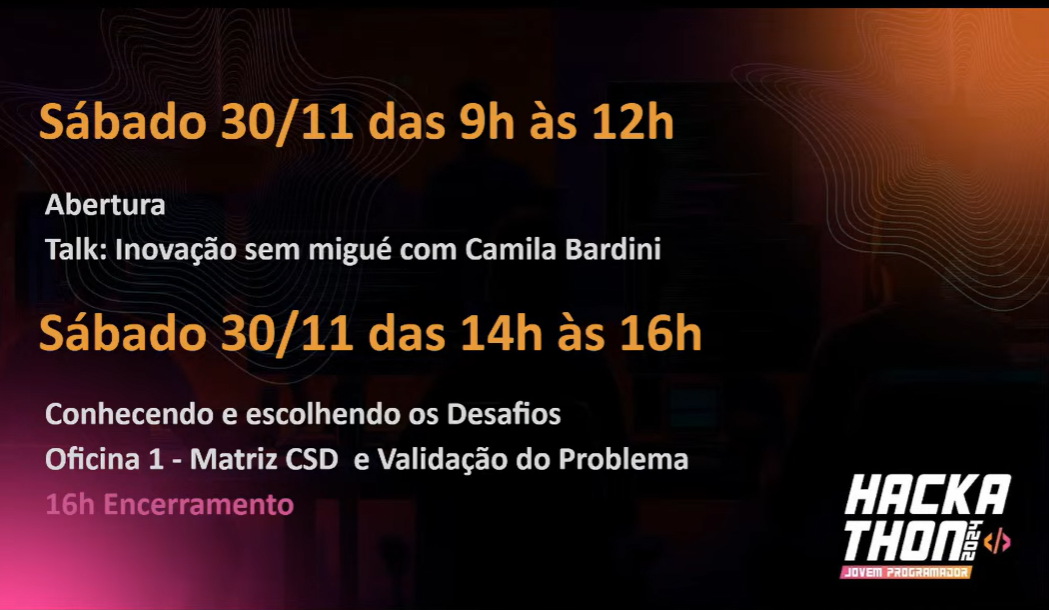 Sábado 30/11 das 9h às 12h
Abertura
Talk: Inovação sem migué com Camila Bardini
Sábado 30/11 das 14h às 16h
Conhecendo e escolhendo os Desafios
Oficina 1 - Matriz CSD e Validação do Problema
16h Encerramento
HACKA
THON 2024 </>
JOVEM PROGRAMADOR